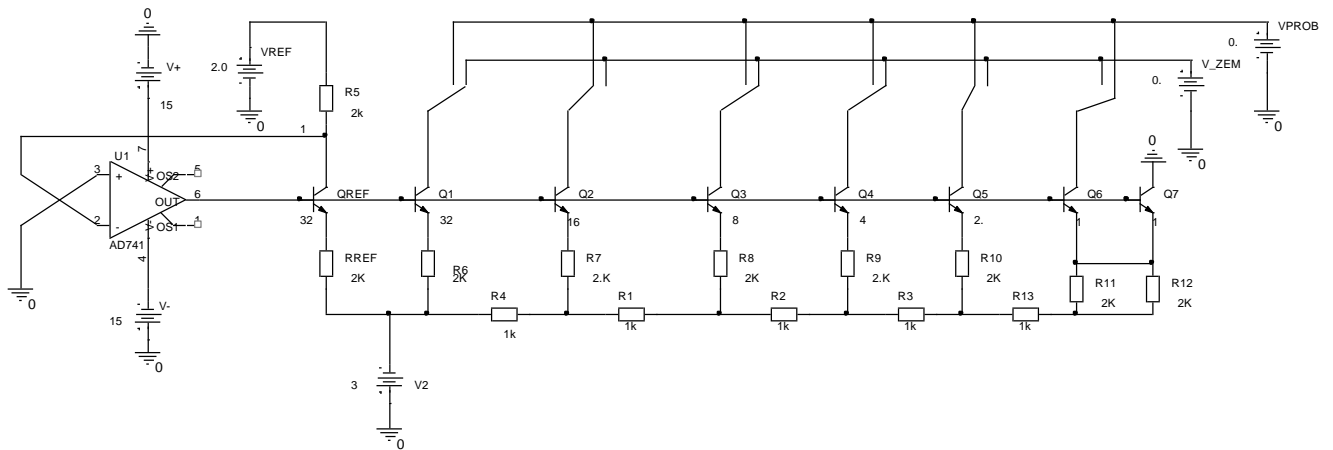 0
V+
15
VREF
2.0
0
R5
2k
1
VPROB
0.
0
V_ZEM
0.
0
0
U1
3
+
2
-
7
V+
OS2
5
OUT
6
V-
OS1
1
AD741
4
0
V-
15
0
QREF
32
Q1
32
Q2
16
Q3
8
Q4
4
Q5
2.
Q6
1
Q7
1
RREF
2K
R6
2K
R7
2.K
R8
2K
R9
2.K
R10
2K
R11
2K
R12
2K
R4
1k
R1
1k
R2
1k
R3
1k
R13
1k
3
V2
0